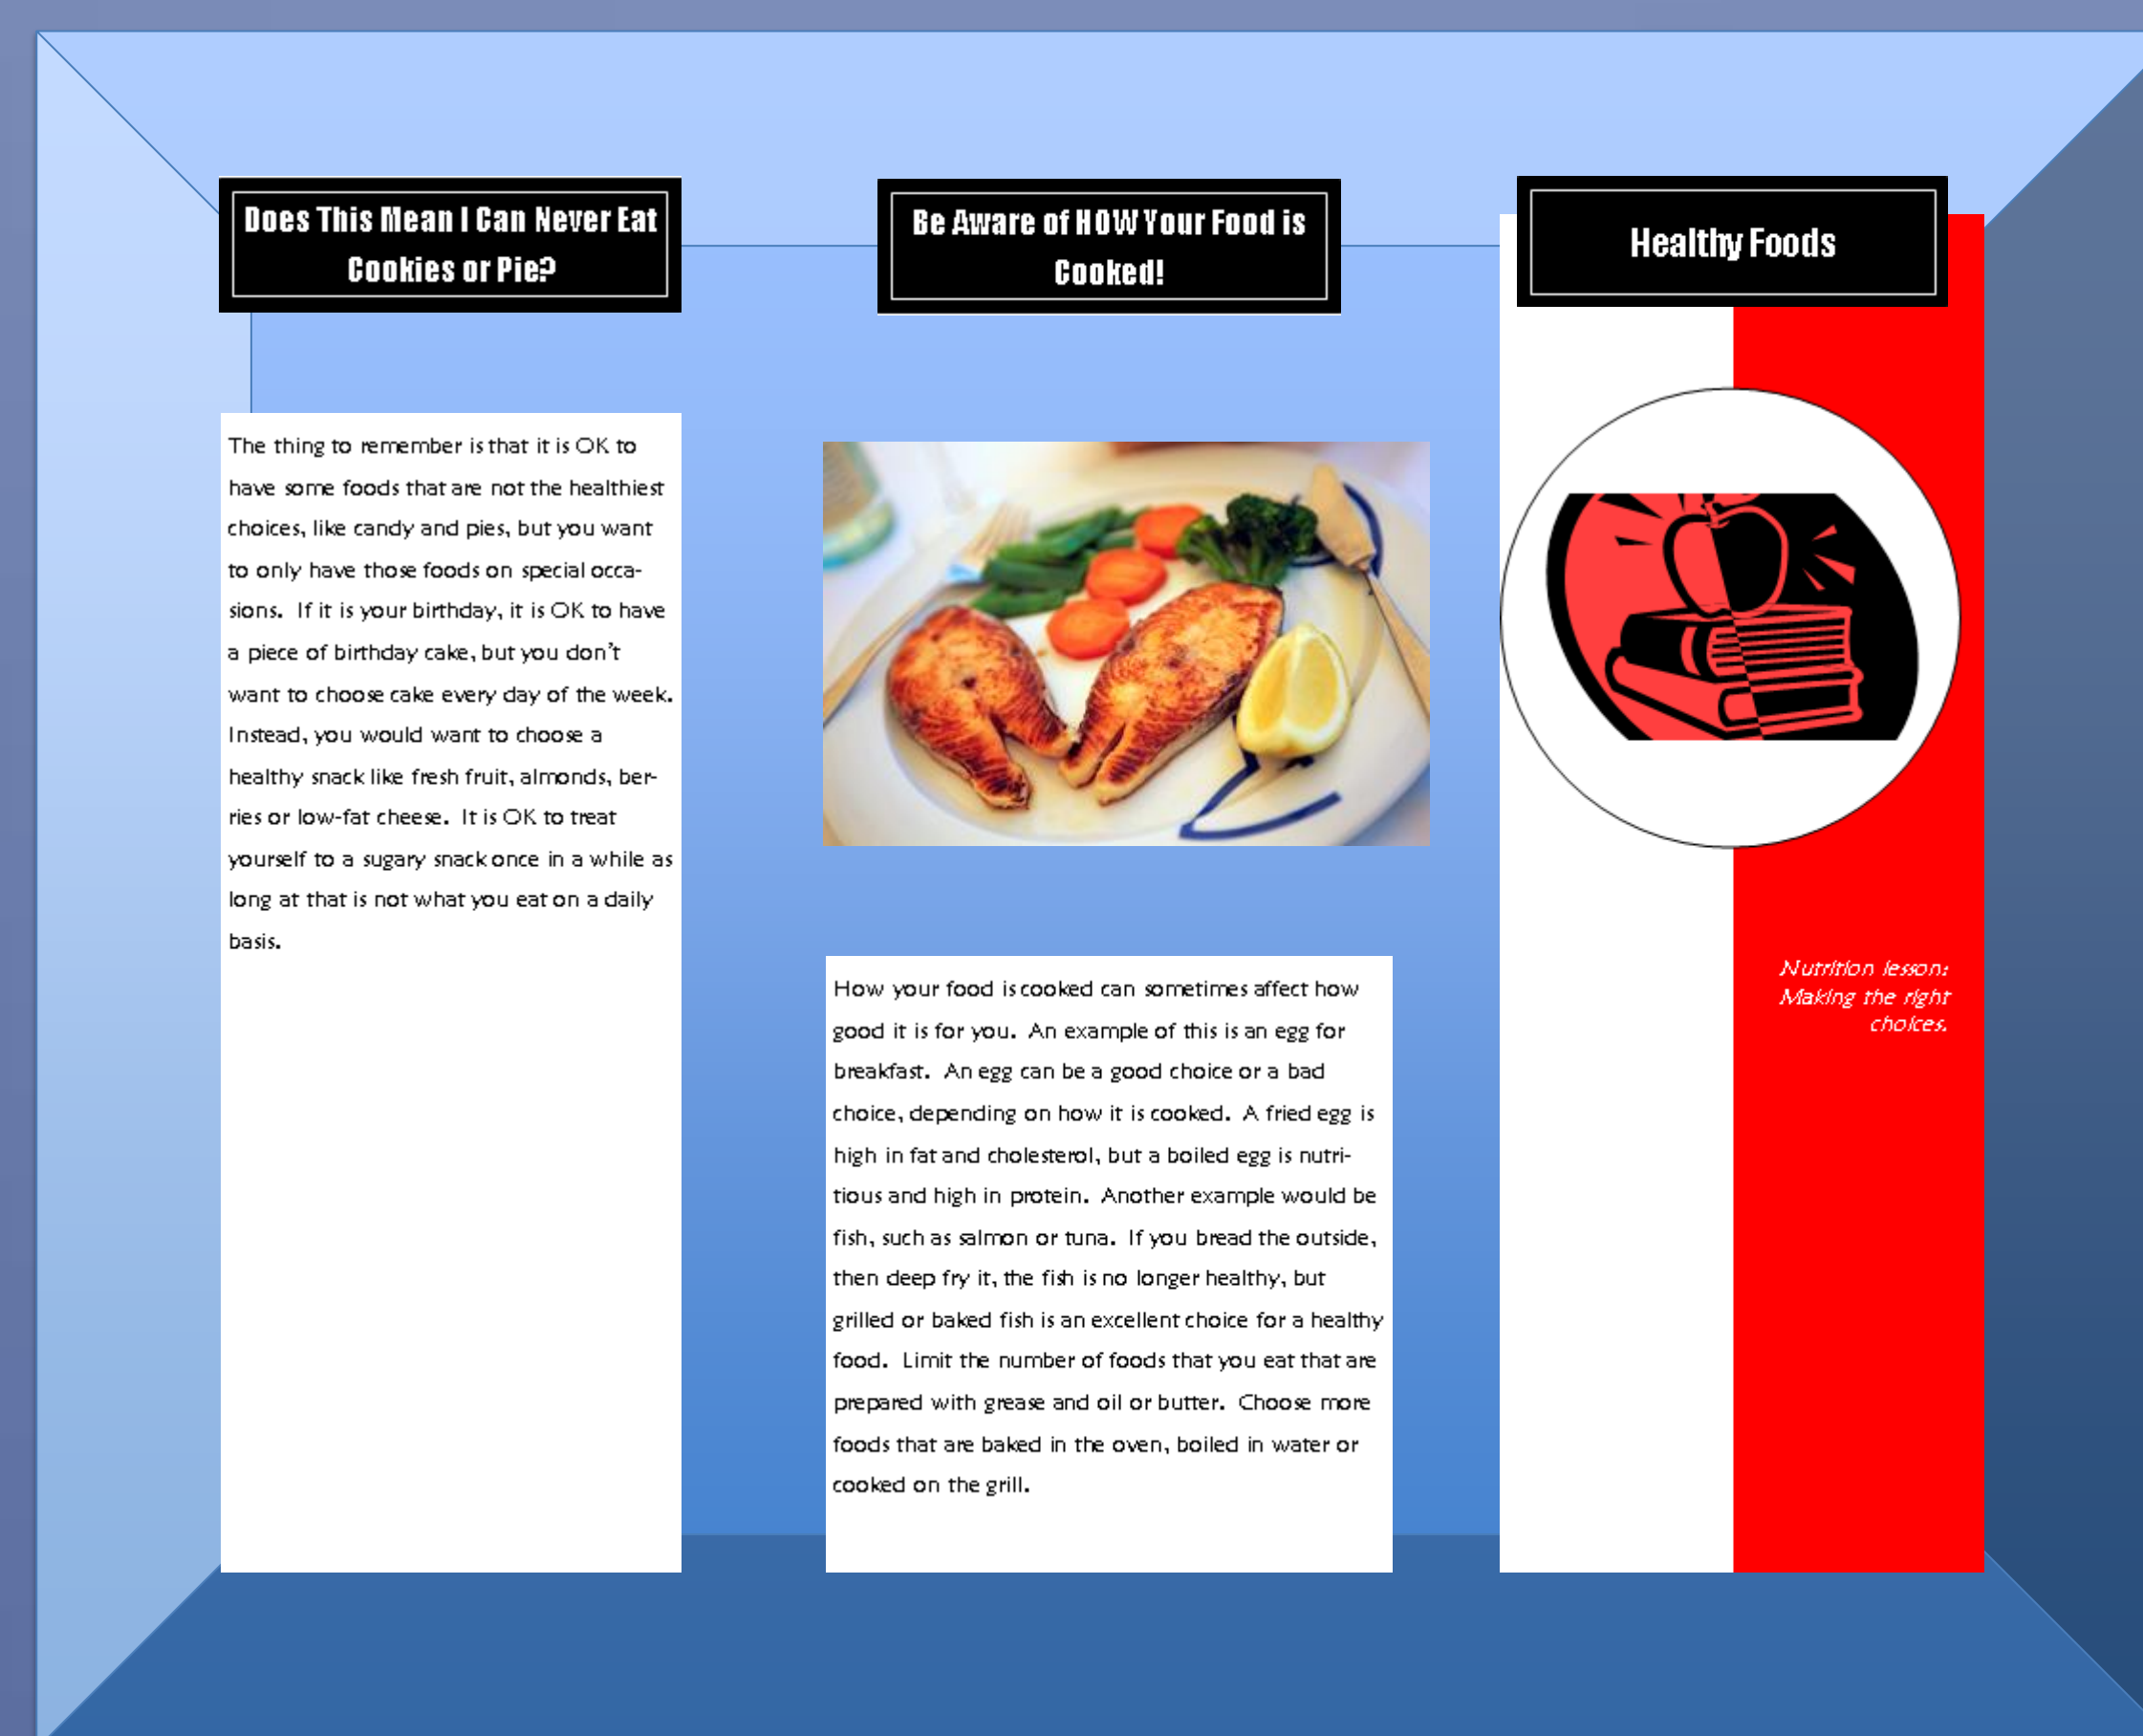 Does This Mean I Can Never Eat
Cookies or Pie?
The thing to remember is that it is OK to
have some foods that are not the healthiest
choices, like candy and pies, but you want
to only have those foods on special occa-
sions.  If it is your birthday, it is OK to have
a piece of birthday cake, but you don’t
want to choose cake every day of the week.
Instead, you would want to choose a
healthy snack like fresh fruit, almonds, ber-
ries or low-fat cheese.  It is OK to treat
yourself to a sugary snack once in a while as
long at that is not what you eat on a daily
basis.
Be Aware of HOW Your Food is
Cooked!
How your food is cooked can sometimes affect how
good it is for you.  An example of this is an egg for
breakfast.  An egg can be a good choice or a bad
choice, depending on how it is cooked.  A fried egg is
high in fat and cholesterol, but a boiled egg is nutri-
tious and high in protein.  Another example would be
fish, such as salmon or tuna.  If you bread the outside,
then deep fry it, the fish is no longer healthy, but
grilled or baked fish is an excellent choice for a healthy
food.  Limit the number of foods that you eat that are
prepared with grease and oil or butter.  Choose more
foods that are baked in the oven, boiled in water or
cooked on the grill.
Healthy Foods
Nutrition lesson:
Making the right
choices.